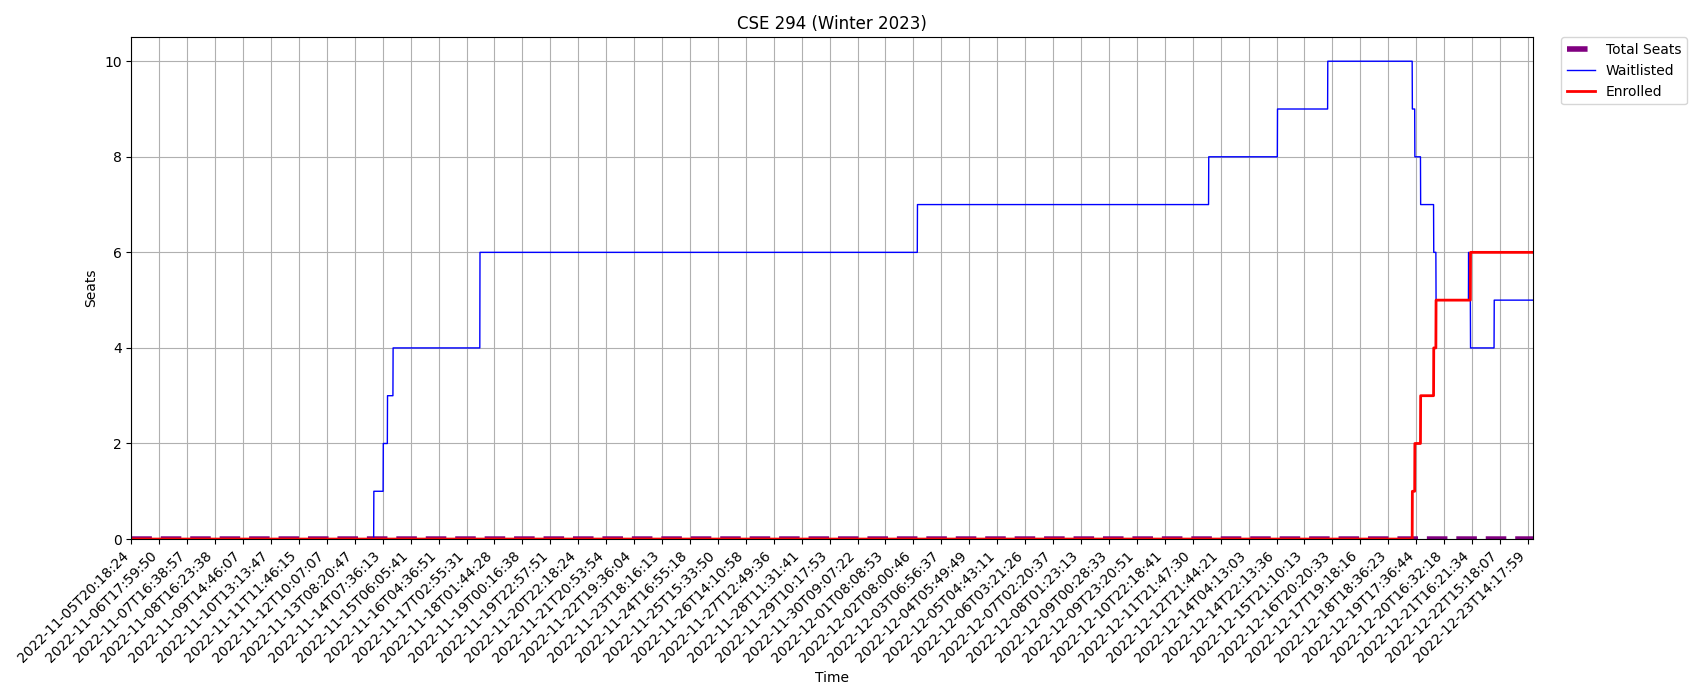 CSE 294 (Winter 2023)
Total Seats
Waitlisted
Enrolled
Seats
10
8
6
4
2
0
2022-11-05T20:18:24
2022-11-06T17:59:50
2022-11-07T16:38:57
2022-11-08T16:23:38
2022-11-09T14:46:07
2022-11-10T13:13:47
2022-11-11T11:46:15
2022-11-12T10:07:07
2022-11-13T08:20:47
2022-11-14T07:36:13
2022-11-15T06:05:41
2022-11-16T04:36:51
2022-11-17T02:55:31
2022-11-18T01:44:28
2022-11-19T00:16:38
2022-11-19T22:57:51
2022-11-20T22:18:24
2022-11-21T20:53:54
2022-11-22T19:36:04
2022-11-23T18:16:13
2022-11-24T16:55:18
2022-11-25T15:33:50
2022-11-26T14:10:58
2022-11-27T12:49:36
2022-11-28T11:31:41
2022-11-29T10:17:53
2022-11-30T09:07:22
2022-12-01T08:08:53
2022-12-02T08:00:46
2022-12-03T06:56:37
2022-12-04T05:49:49
2022-12-05T04:43:11
2022-12-06T03:21:26
2022-12-07T02:20:37
2022-12-08T01:23:13
2022-12-09T00:28:33
2022-12-09T23:20:51
2022-12-10T22:18:41
2022-12-11T21:47:30
2022-12-12T21:44:21
2022-12-14T04:13:03
2022-12-14T22:13:36
2022-12-15T21:10:13
2022-12-16T20:20:33
2022-12-17T19:18:16
2022-12-18T18:36:23
2022-12-19T17:36:44
2022-12-20T16:32:18
2022-12-21T16:21:34
2022-12-22T15:18:07
2022-12-23T14:17:59
Time